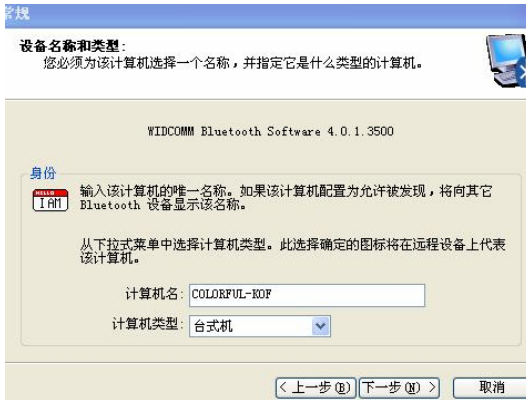 常规
设备名称和类型:
您必须为该计算机选择一个名称，并指定它是什么类型的计算机。
WIDCOMM Bluetooth Software 4.0.1.3500
身份
HELLO
I AM
输入该计算机的唯一名称。如果该计算机配置为允许被发现，将向其它
Bluetooth 设备显示该名称。
从下拉式菜单中选择计算机类型。此选择确定的图标将在远程设备上代表
该计算机。
计算机名: COLORFUL-KOF
计算机类型: 台式机
< 上一步(B) 下一步(N) > 取消